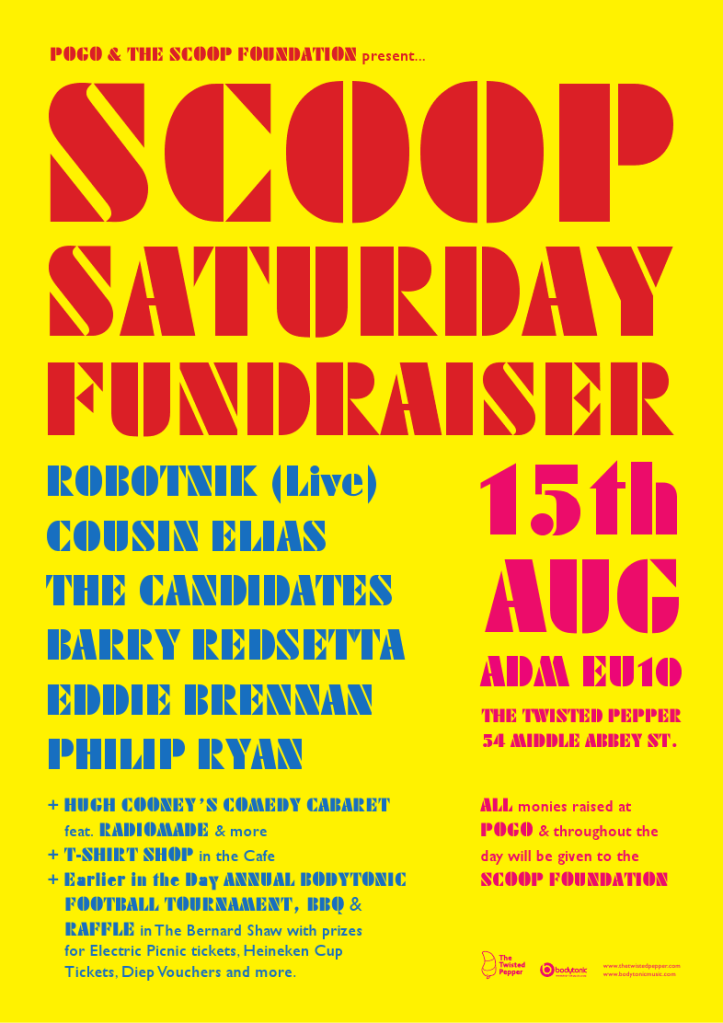 POGO & THE SCOOP FOUNDATION present...
SCOOP
SATURDAY
FUNDRAISER
ROBOTNIK (Live)
COUSIN ELIAS
THE CANDIDATES
BARRY REDSETTA
EDDIE BRENNAN
PHILIP RYAN
+ HUGH COONEY'S COMEDY CABARET
feat. RADIOMADE & more
+ T-SHIRT SHOP in the Cafe
+ Earlier in the Day ANNUAL BODYTONIC
FOOTBALL TOURNAMENT, BBQ &
RAFFLE in The Bernard Shaw with prizes
for Electric Picnic tickets, Heineken Cup
Tickets, Diep Vouchers and more.
15th
AUG
ADM EU10
THE TWISTED PEPPER
54 MIDDLE ABBEY ST.
ALL monies raised at
POGO & throughout the
day will be given to the
SCOOP FOUNDATION
The
Twisted
Pepper
bodytonic
www.thetwistedpepper.com
www.bodytonicmusic.com